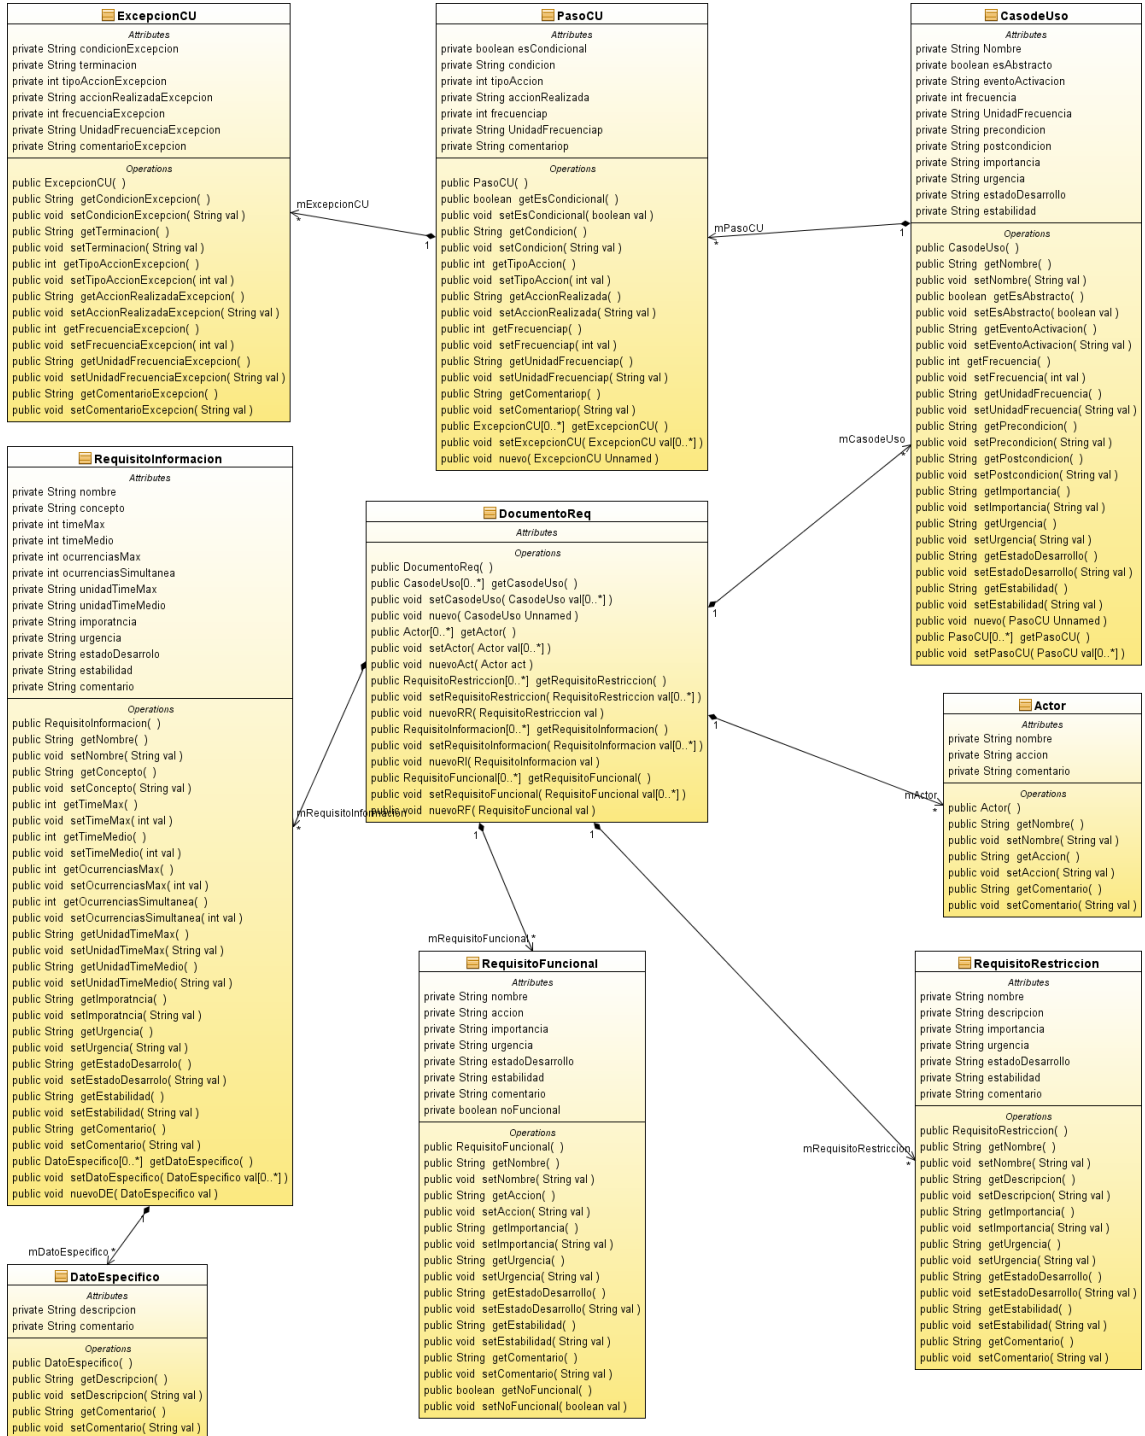 ExcepcionCU
Attributes
private String condicionExcepcion
private String terminacion
private int tipoAccionExcepcion
private String accionRealizadaExcepcion
private int frecuenciaExcepcion
private String UnidadFrecuenciaExcepcion
private String comentarioExcepcion
Operations
public ExcepcionCU( )
public String getCondicionExcepcion( )
public void setCondicionExcepcion( String val )
public String getTerminacion( )
public void setTerminacion( String val )
public int getTipoAccionExcepcion( )
public void setTipoAccionExcepcion( int val )
public String getAccionRealizadaExcepcion( )
public void setAccionRealizadaExcepcion( String val )
public int getFrecuenciaExcepcion( )
public void setFrecuenciaExcepcion( int val )
public String getUnidadFrecuenciaExcepcion( )
public void setUnidadFrecuenciaExcepcion( String val )
public String getComentarioExcepcion( )
public void setComentarioExcepcion( String val )
mExcepcionCU
*
1
PasoCU
Attributes
private boolean esCondicional
private String condicion
private int tipoAccion
private String accionRealizada
private int frecuenciap
private String UnidadFrecuenciap
private String comentariop
Operations
public PasoCU( )
public boolean getEsCondicional( )
public void setEsCondicional( boolean val )
public String getCondicion( )
public void setCondicion( String val )
public int getTipoAccion( )
public void setTipoAccion( int val )
public String getAccionRealizada( )
public void setAccionRealizada( String val )
public int getFrecuenciap( )
public void setFrecuenciap( int val )
public String getUnidadFrecuenciap( )
public void setUnidadFrecuenciap( String val )
public String getComentariop( )
public void setComentariop( String val )
public ExcepcionCU[0..*] getExcepcionCU( )
public void setExcepcionCU( ExcepcionCU val[0..*] )
public void nuevo( ExcepcionCU Unnamed )
mPasoCU
*
1
CasodeUso
Attributes
private String Nombre
private boolean esAbstracto
private String eventoActivacion
private int frecuencia
private String UnidadFrecuencia
private String precondicion
private String postcondicion
private String importancia
private String urgencia
private String estadoDesarrollo
private String estabilidad
Operations
public CasodeUso( )
public String getNombre( )
public void setNombre( String val )
public boolean getEsAbstracto( )
public void setEsAbstracto( boolean val )
public String getEventoActivacion( )
public void setEventoActivacion( String val )
public int getFrecuencia( )
public void setFrecuencia( int val )
public String getUnidadFrecuencia( )
public void setUnidadFrecuencia( String val )
public String getPrecondicion( )
public void setPrecondicion( String val )
public String getPostcondicion( )
public void setPostcondicion( String val )
public String getImportancia( )
public void setImportancia( String val )
public String getUrgencia( )
public void setUrgencia( String val )
public String getEstadoDesarrollo( )
public void setEstadoDesarrollo( String val )
public String getEstabilidad( )
public void setEstabilidad( String val )
public void nuevo( PasoCU Unnamed )
public PasoCU[0..*] getPasoCU( )
public void setPasoCU( PasoCU val[0..*] )
mCasodeUso
*
1
RequisitoInformacion
Attributes
private String nombre
private String concepto
private int timeMax
private int timeMedio
private int ocurrenciasMax
private int ocurrenciasSimultanea
private String unidadTimeMax
private String unidadTimeMedio
private String imporatncia
private String urgencia
private String estadoDesarrolo
private String estabilidad
private String comentario
Operations
public RequisitoInformacion( )
public String getNombre( )
public void setNombre( String val )
public String getConcepto( )
public void setConcepto( String val )
public int getTimeMax( )
public void setTimeMax( int val )
public int getTimeMedio( )
public void setTimeMedio( int val )
public int getOcurrenciasMax( )
public void setOcurrenciasMax( int val )
public int getOcurrenciasSimultanea( )
public void setOcurrenciasSimultanea( int val )
public String getUnidadTimeMax( )
public void setUnidadTimeMax( String val )
public String getUnidadTimeMedio( )
public void setUnidadTimeMedio( String val )
public String getImporatncia( )
public void setImporatncia( String val )
public String getUrgencia( )
public void setUrgencia( String val )
public String getEstadoDesarrolo( )
public void setEstadoDesarrolo( String val )
public String getEstabilidad( )
public void setEstabilidad( String val )
public String getComentario( )
public void setComentario( String val )
public DatoEspecifico[0..*] getDatoEspecifico( )
public void setDatoEspecifico( DatoEspecifico val[0..*] )
public void nuevoDE( DatoEspecifico val )
DocumentoReq
Attributes
Operations
public DocumentoReq( )
public CasodeUso[0..*] getCasodeUso( )
public void setCasodeUso( CasodeUso val[0..*] )
public void nuevo( CasodeUso Unnamed )
public Actor[0..*] getActor( )
public void setActor( Actor val[0..*] )
public void nuevoAct( Actor act )
public RequisitoRestriccion[0..*] getRequisitoRestriccion( )
public void setRequisitoRestriccion( RequisitoRestriccion val[0..*] )
public void nuevoRR( RequisitoRestriccion val )
public RequisitoInformacion[0..*] getRequisitoInformacion( )
public void setRequisitoInformacion( RequisitoInformacion val[0..*] )
public void nuevoRI( RequisitoInformacion val )
public RequisitoFuncional[0..*] getRequisitoFuncional( )
public void setRequisitoFuncional( RequisitoFuncional val[0..*] )
public void nuevoRF( RequisitoFuncional val )
mRequisitoInformacion
*
1
1
1
mActor
*
Actor
Attributes
private String nombre
private String accion
private String comentario
Operations
public Actor( )
public String getNombre( )
public void setNombre( String val )
public String getAccion( )
public void setAccion( String val )
public String getComentario( )
public void setComentario( String val )
mRequisitoFuncional *
RequisitoFuncional
Attributes
private String nombre
private String accion
private String importancia
private String urgencia
private String estadoDesarrollo
private String estabilidad
private String comentario
private boolean noFuncional
Operations
public RequisitoFuncional( )
public String getNombre( )
public void setNombre( String val )
public String getAccion( )
public void setAccion( String val )
public String getImportancia( )
public void setImportancia( String val )
public String getUrgencia( )
public void setUrgencia( String val )
public String getEstadoDesarrollo( )
public void setEstadoDesarrollo( String val )
public String getEstabilidad( )
public void setEstabilidad( String val )
public String getComentario( )
public void setComentario( String val )
public boolean getNoFuncional( )
public void setNoFuncional( boolean val )
mRequisitoRestriccion
*
RequisitoRestriccion
Attributes
private String nombre
private String descripcion
private String importancia
private String urgencia
private String estadoDesarrollo
private String estabilidad
private String comentario
Operations
public RequisitoRestriccion( )
public String getNombre( )
public void setNombre( String val )
public String getDescripcion( )
public void setDescripcion( String val )
public String getImportancia( )
public void setImportancia( String val )
public String getUrgencia( )
public void setUrgencia( String val )
public String getEstadoDesarrollo( )
public void setEstadoDesarrollo( String val )
public String getEstabilidad( )
public void setEstabilidad( String val )
public String getComentario( )
public void setComentario( String val )
1
mDatoEspecifico *
DatoEspecifico
Attributes
private String descripcion
private String comentario
Operations
public DatoEspecifico( )
public String getDescripcion( )
public void setDescripcion( String val )
public String getComentario( )
public void setComentario( String val )